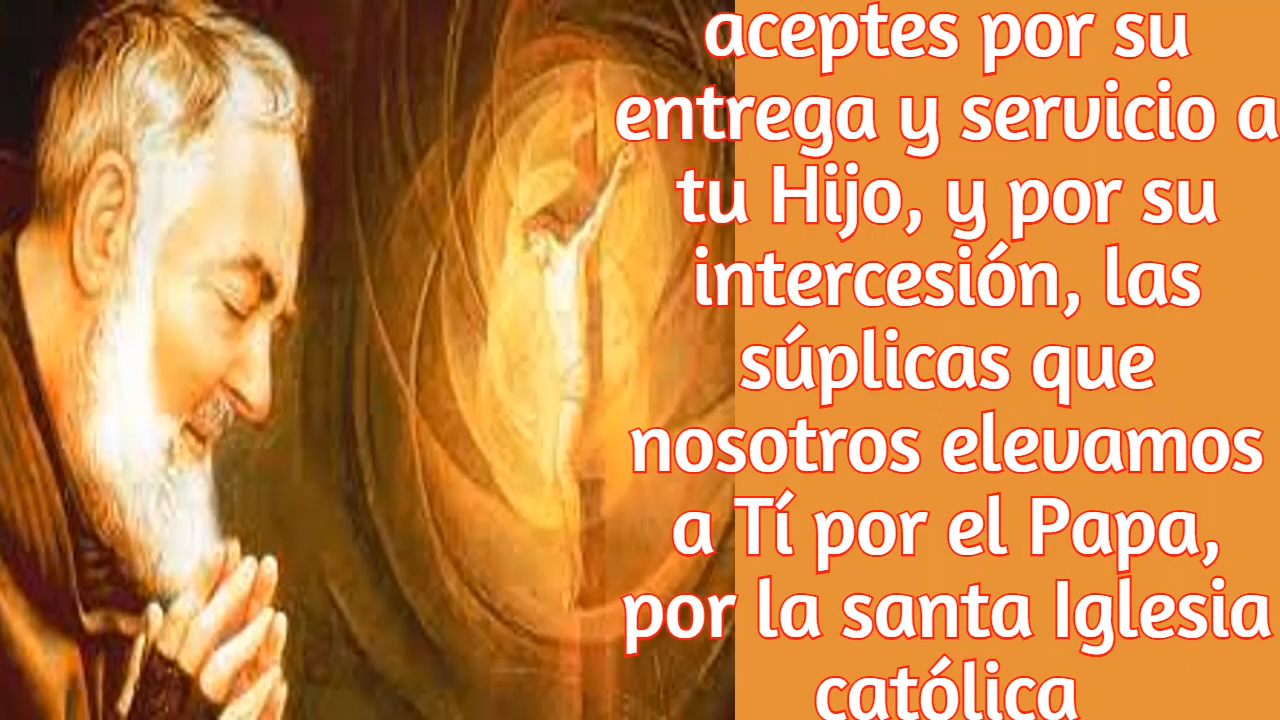 aceptes por su
entrega y servicio a
tu Hijo, y por su
intercesión, las
súplicas que
nosotros elevamos
a Tí por el Papa,
por la santa Iglesia
católica